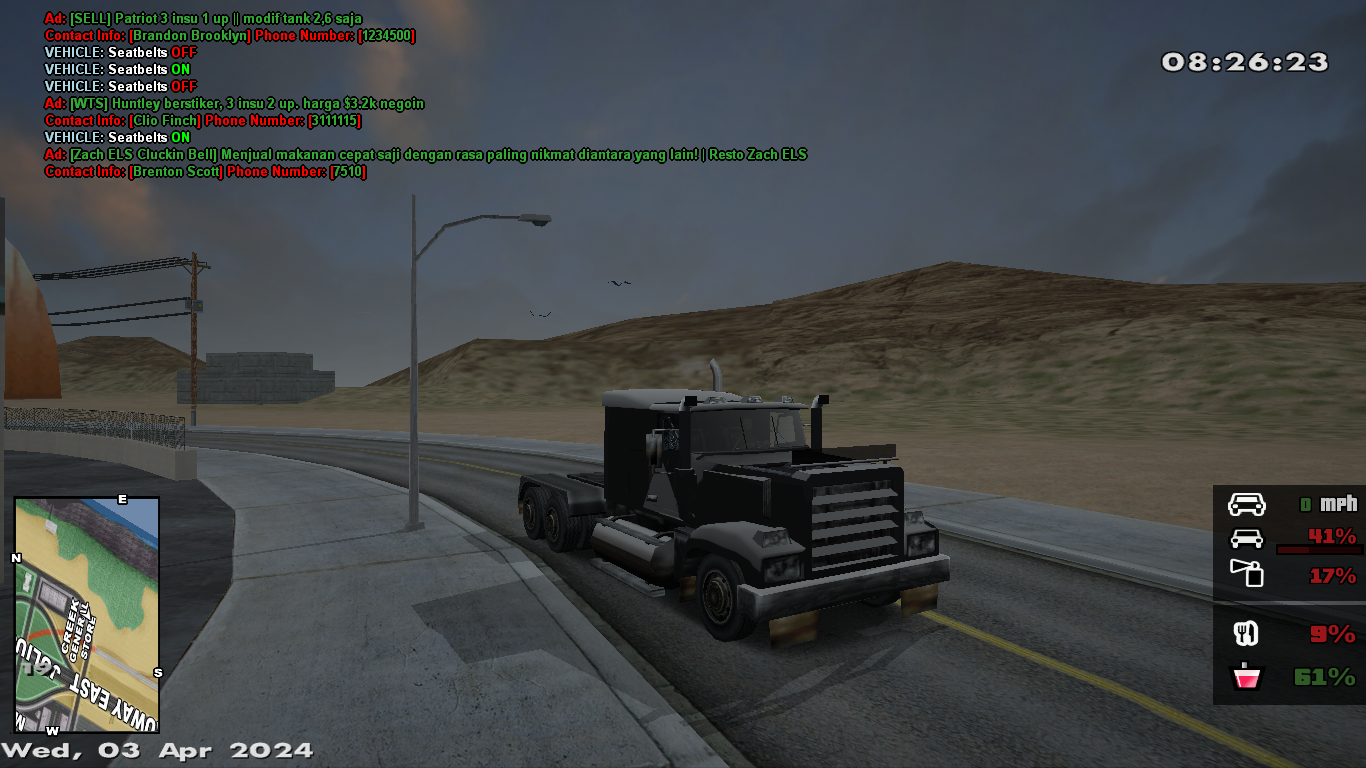 Ad: [SELL] Patriot 3 insu 1 up || modif tank 2,6 saja
Contact Info: [Brandon Brooklyn] Phone Number: [1234500]
VEHICLE: Seatbelts OFF
VEHICLE: Seatbelts ON
VEHICLE: Seatbelts OFF
Ad: [WTS] Huntley berstiker, 3 insu 2 up. harga $3.2k negoin
Contact Info: [Clio Finch] Phone Number: [3111115]
VEHICLE: Seatbelts ON
Ad: [Zach ELS Cluckin Bell] Menjual makanan cepat saji dengan rasa paling nikmat diantara yang lain! | Resto Zach ELS
Contact Info: [Brenton Scott] Phone Number: [7510]
08:26:23
0 mph
41%
17%
9%
61%
E
N
CREEK
GENERAL
STORE
JULIU
S
WAY EAST
W
Wed, 03 Apr 2024